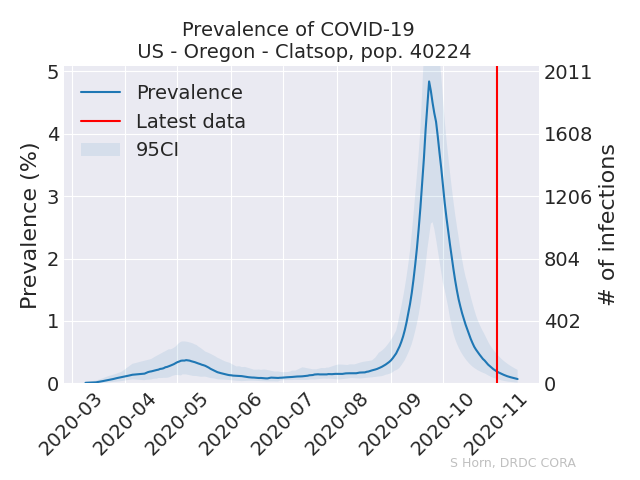 Prevalence of COVID-19
US - Oregon - Clatsop, pop. 40224
Prevalence
Latest data
95CI
Prevalence (%)
5
4
3
2
1
0
2011
1608
1206
804
402
0
# of infections
2020-03
2020-04
2020-05
2020-06
2020-07
2020-08
2020-09
2020-10
2020-11
S Horn, DRDC CORA